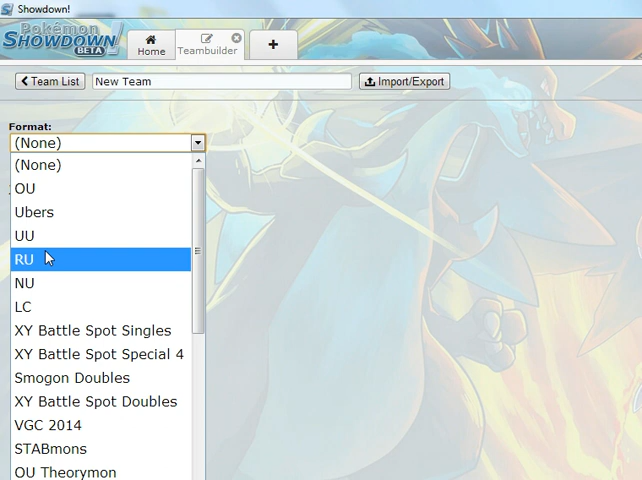 Showdown!
Pokémon
SHOWDOWN!
BETA
Home
Teambuilder
+
Team List
New Team
Import/Export
Format:
(None)
(None)
OU
Ubers
UU
RU
NU
LC
XY Battle Spot Singles
XY Battle Spot Special 4
Smogon Doubles
XY Battle Spot Doubles
VGC 2014
STABmons
OU Theorymon